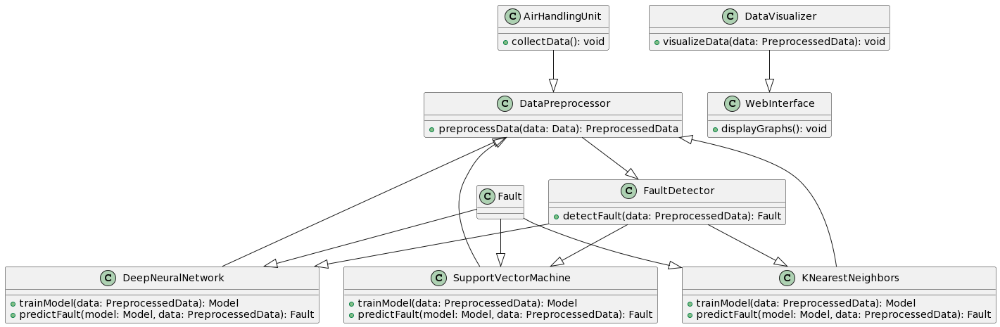 C AirHandlingUnit
collectData(): void
C DataVisualizer
visualizeData(data: PreprocessedData): void
C DataPreprocessor
preprocessData(data: Data): PreprocessedData
C WebInterface
displayGraphs(): void
C Fault
C FaultDetector
detectFault(data: PreprocessedData): Fault
C DeepNeuralNetwork
trainModel(data: PreprocessedData): Model
predictFault(model: Model, data: PreprocessedData): Fault
C SupportVectorMachine
trainModel(data: PreprocessedData): Model
predictFault(model: Model, data: PreprocessedData): Fault
C KNearestNeighbors
trainModel(data: PreprocessedData): Model
predictFault(model: Model, data: PreprocessedData): Fault